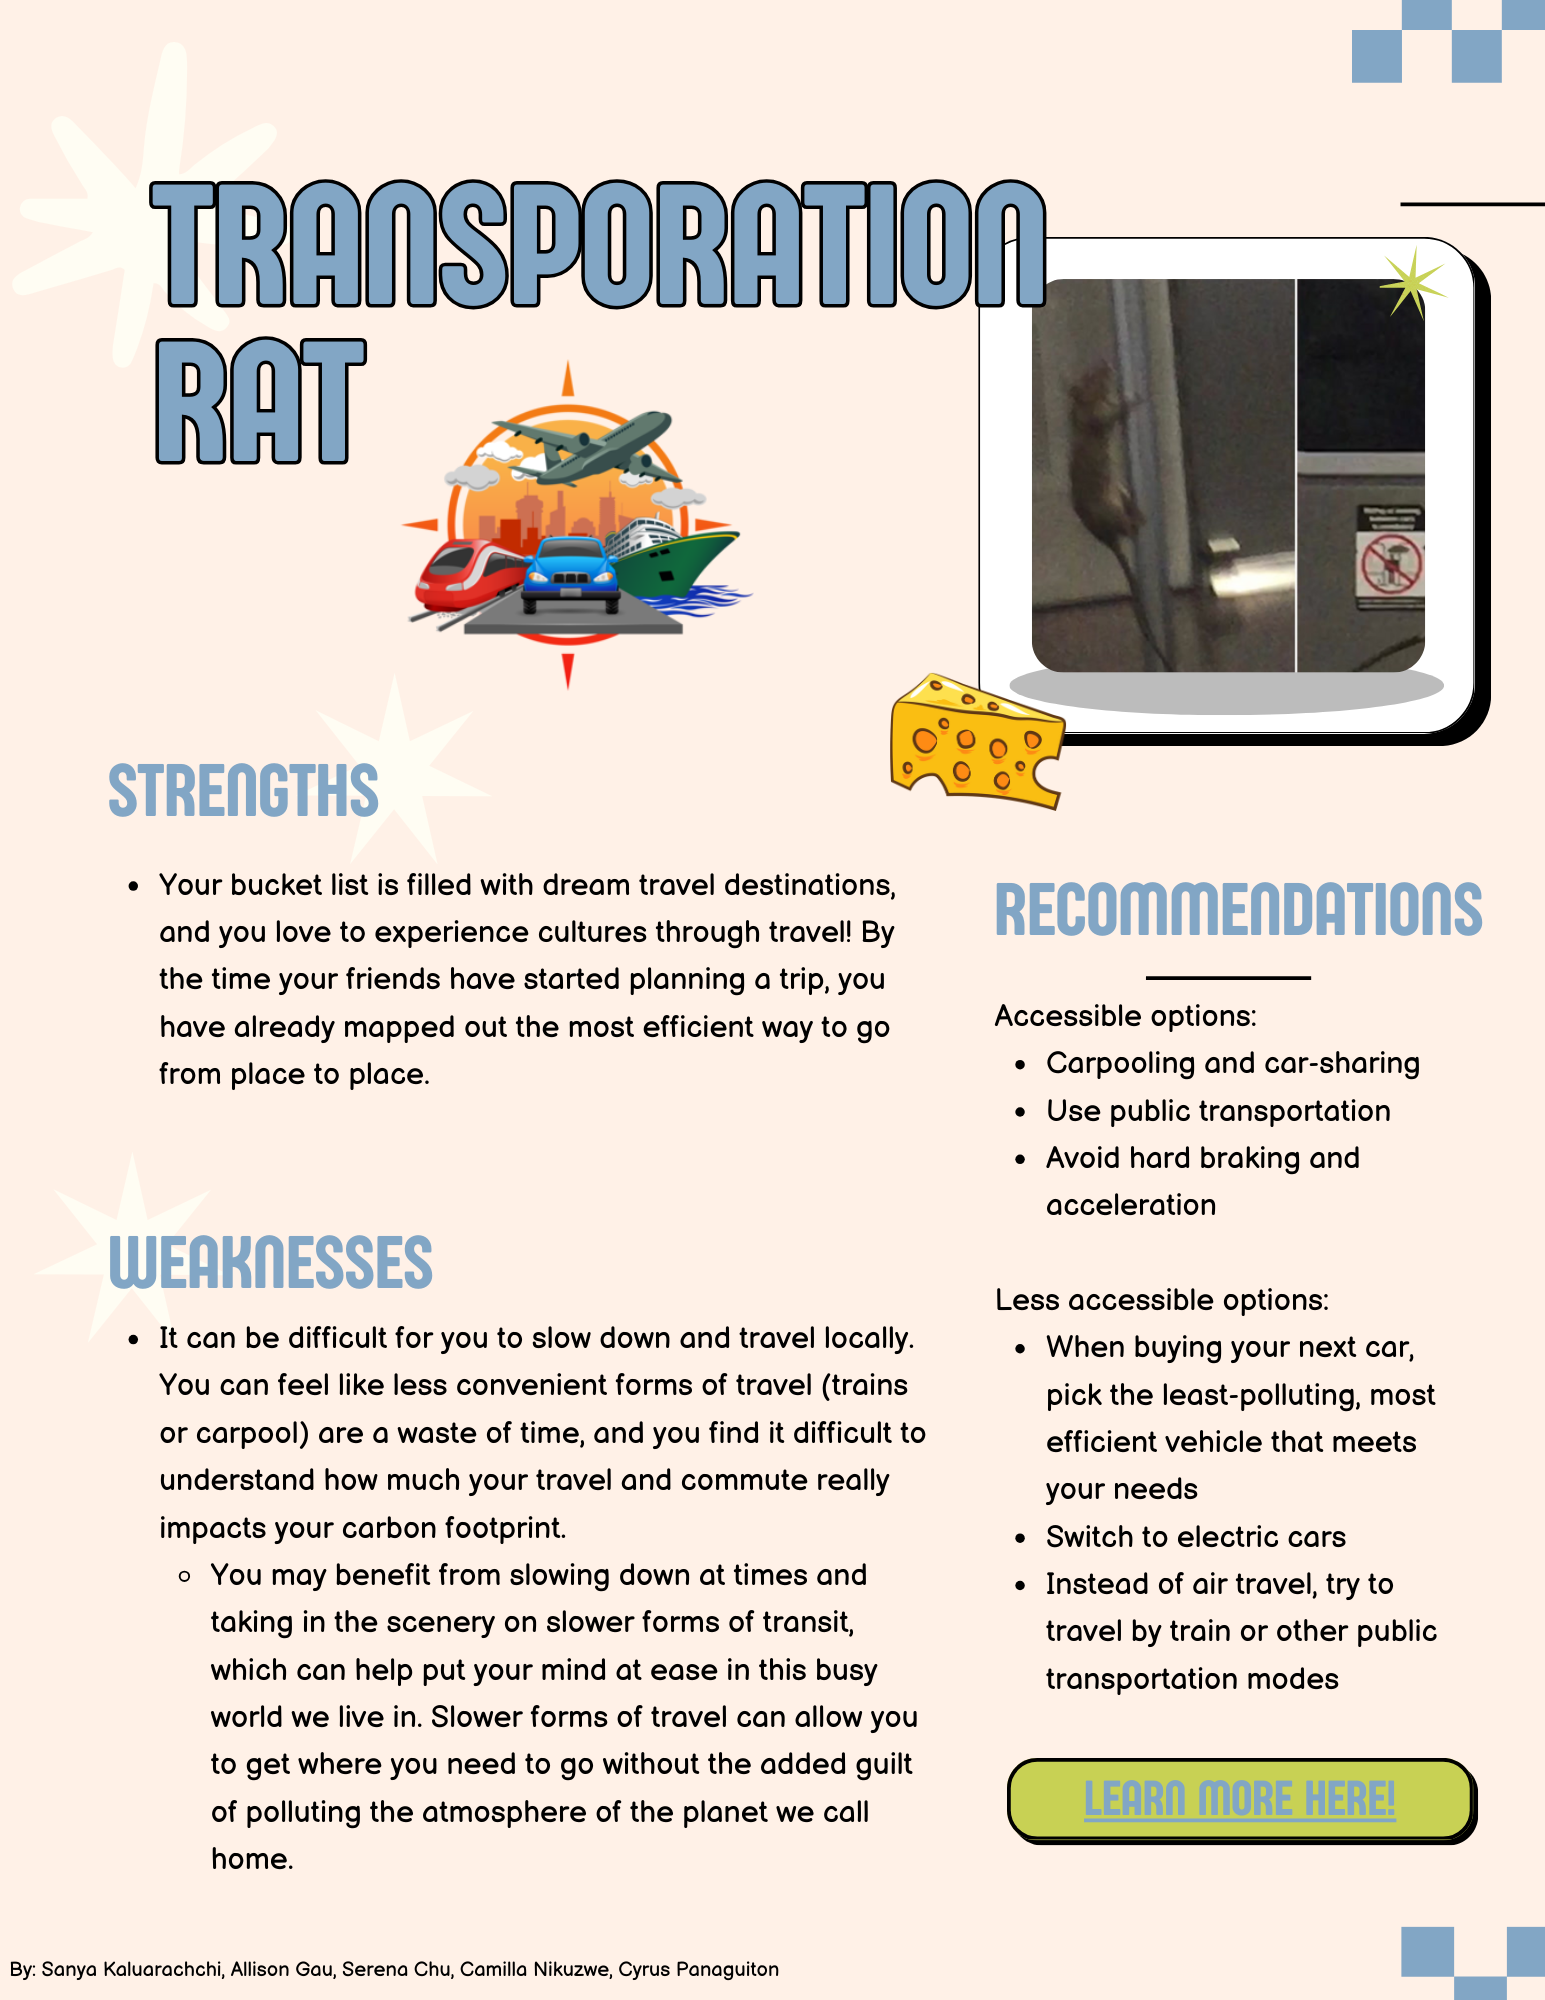 TRANSPORATION
RAT
STRENGTHS
• Your bucket list is filled with dream travel destinations,
and you love to experience cultures through travel! By
the time your friends have started planning a trip, you
have already mapped out the most efficient way to go
from place to place.
WEAKNESSES
• It can be difficult for you to slow down and travel locally.
You can feel like less convenient forms of travel (trains
or carpool) are a waste of time, and you find it difficult to
understand how much your travel and commute really
impacts your carbon footprint.
◦ You may benefit from slowing down at times and
taking in the scenery on slower forms of transit,
which can help put your mind at ease in this busy
world we live in. Slower forms of travel can allow you
to get where you need to go without the added guilt
of polluting the atmosphere of the planet we call
home.
RECOMMENDATIONS
Accessible options:
• Carpooling and car-sharing
• Use public transportation
• Avoid hard braking and
acceleration
Less accessible options:
• When buying your next car,
pick the least-polluting, most
efficient vehicle that meets
your needs
• Switch to electric cars
• Instead of air travel, try to
travel by train or other public
transportation modes
LEARN MORE HERE!
By: Sanya Kaluarachchi, Allison Gau, Serena Chu, Camilla Nikuzwe, Cyrus Panaguiton